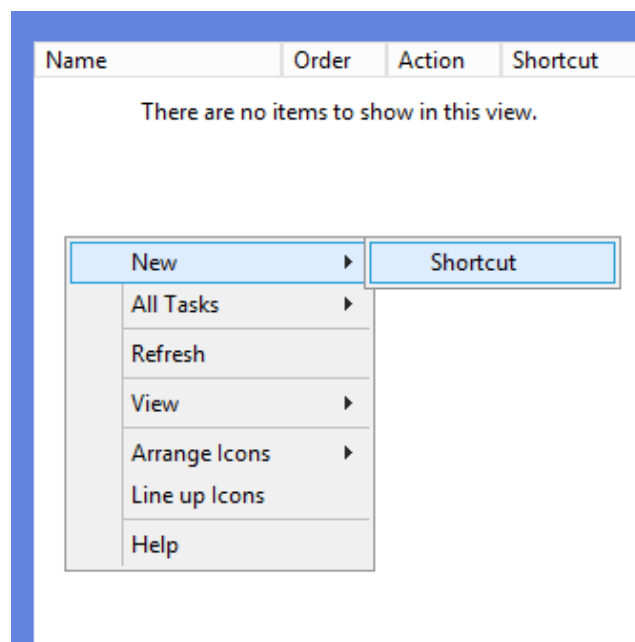 Name Order Action Shortcut
There are no items to show in this view.
New Shortcut
All Tasks
Refresh
View
Arrange Icons
Line up Icons
Help